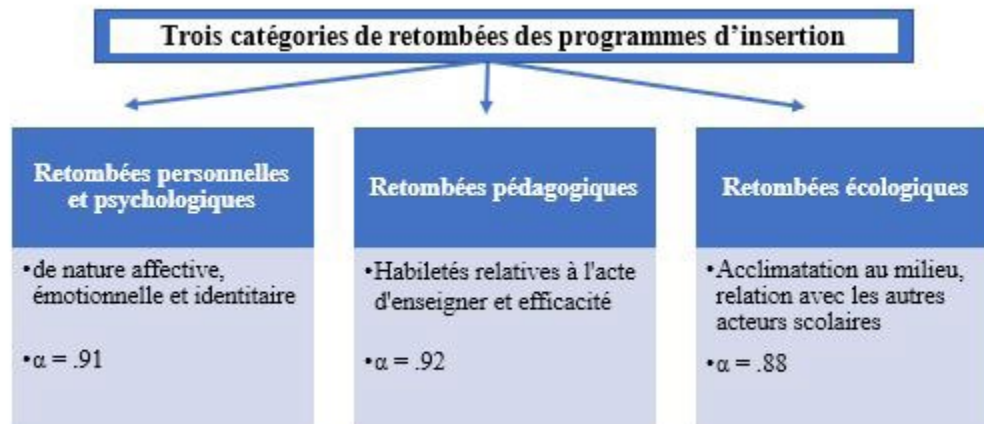 Trois catégories de retombées des programmes d’insertion
Retombées personnelles
et psychologiques
•de nature affective,
émotionnelle et identitaire
•α = .91
Retombées pédagogiques
•Habiletés relatives à l'acte
d'enseigner et efficacité
•α = .92
Retombées écologiques
•Acclimatation au milieu,
relation avec les autres
acteurs scolaires
•α = .88